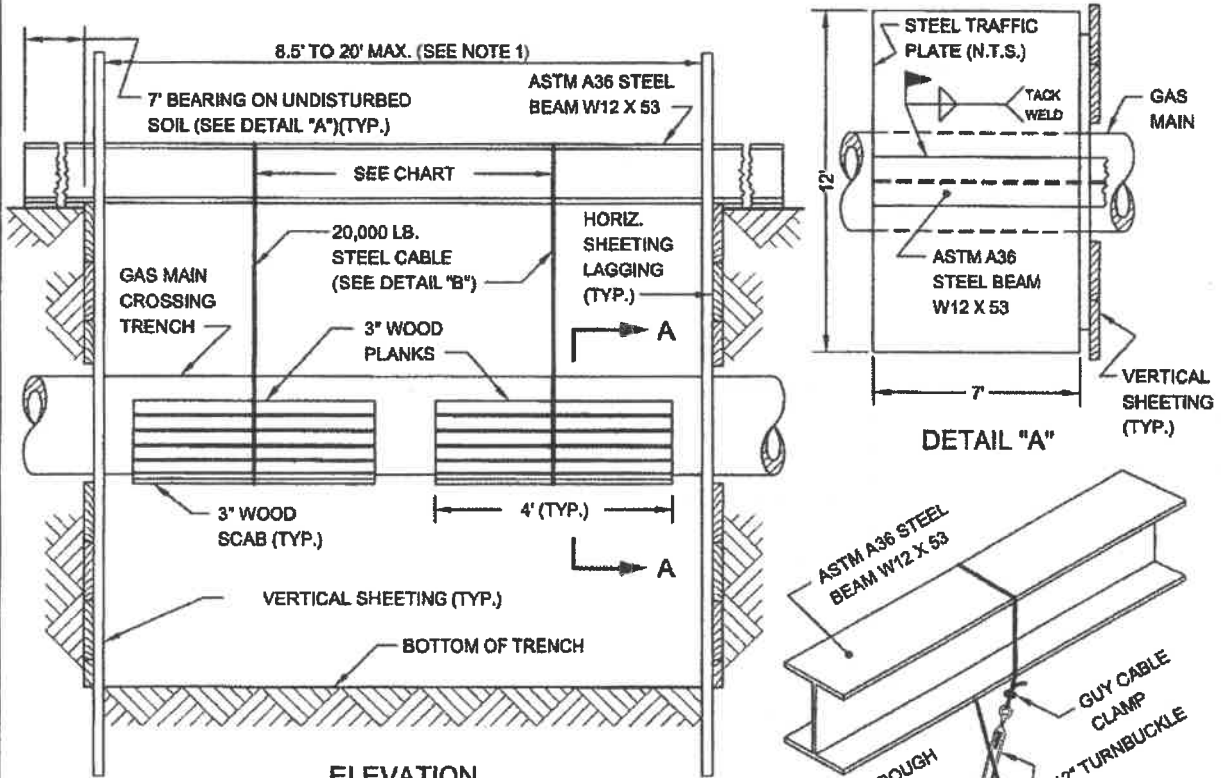 8.5' TO 20' MAX. (SEE NOTE 1)
7' BEARING ON UNDISTURBED
SOIL (SEE DETAIL "A")(TYP.)
ASTM A36 STEEL
BEAM W12 X 53
SEE CHART
20,000 LB.
STEEL CABLE
(SEE DETAIL "B")
HORIZ.
SHEETING
LAGGING
(TYP.)
GAS MAIN
CROSSING
TRENCH
3" WOOD
PLANKS
A
3" WOOD
SCAB (TYP.)
4' (TYP.)
A
VERTICAL SHEETING (TYP.)
BOTTOM OF TRENCH
ELEVATION
STEEL TRAFFIC
PLATE (N.T.S.)
TACK
WELD
GAS
MAIN
12'
ASTM A36
STEEL BEAM
W12 X 53
7'
VERTICAL
SHEETING
(TYP.)
DETAIL "A"
ASTM A36 STEEL
BEAM W12 X 53
GUY CABLE
CLAMP
TURNBUCKLE